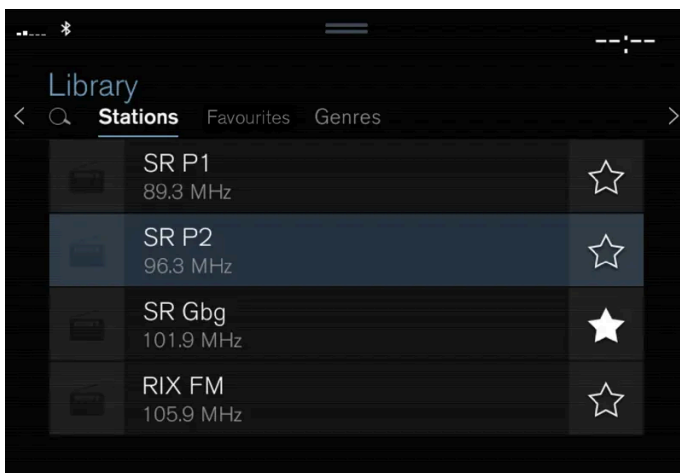 --:--
Library
Stations Favourites Genres
SR P1
89.3 MHz
SR P2
96.3 MHz
SR Gbg
101.9 MHz
RIX FM
105.9 MHz